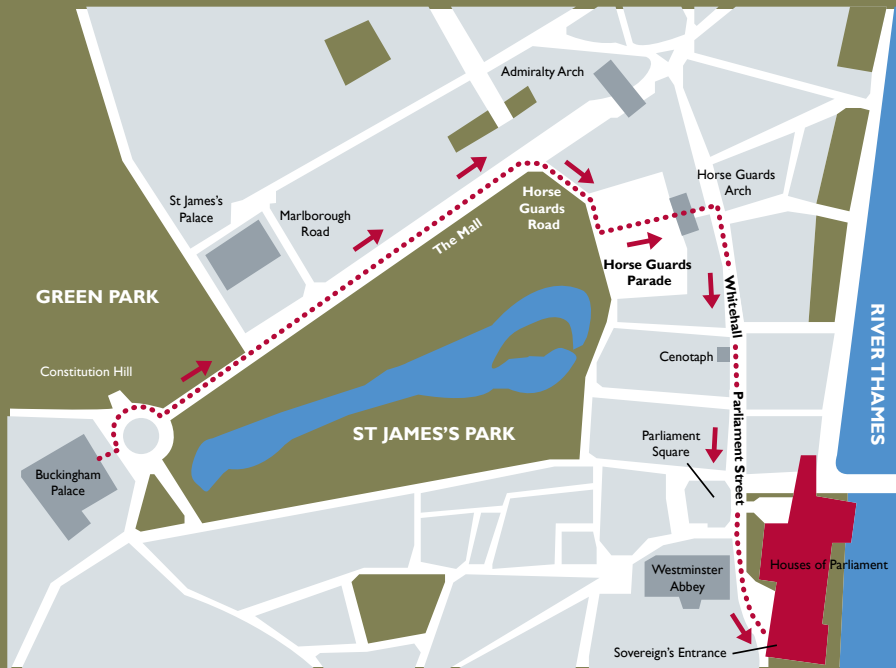 Admiralty Arch
Horse Guards
Arch
St James's
Palace
Marlborough
Road
Horse
Guards
Road
The Mall
Horse Guards
Parade
GREEN PARK
Whitehall
RIVER THAMES
Cenotaph
Constitution Hill
ST JAMES'S PARK
Parliament Street
Parliament
Square
Buckingham
Palace
Houses of Parliament
Westminster
Abbey
Sovereign's Entrance